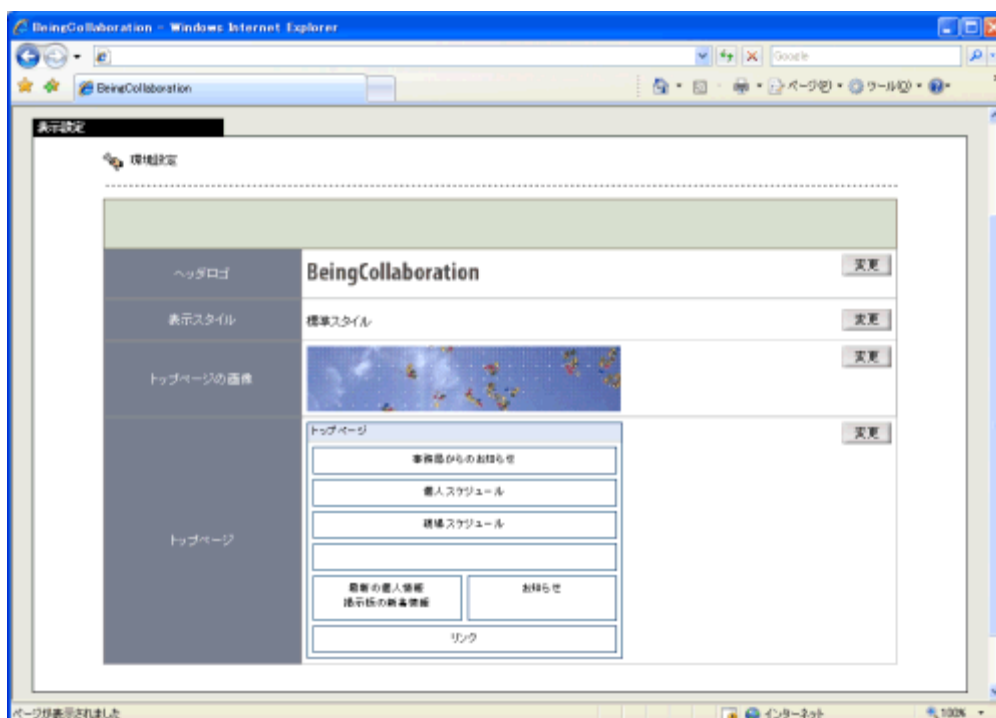 BeingCollaboration - Windows Internet Explorer
Google
BeingCollaboration
ページ(P)
ツール(O)
表示設定
環境設定
ヘッダロゴ
BeingCollaboration
変更
表示スタイル
標準スタイル
変更
トップページの画像
変更
トップページ
トップページ
変更
事務局からのお知らせ
個人スケジュール
現場スケジュール
最新の個人情報
掲示板の新着情報
お知らせ
リンク
ページが表示されました
インターネット
100%